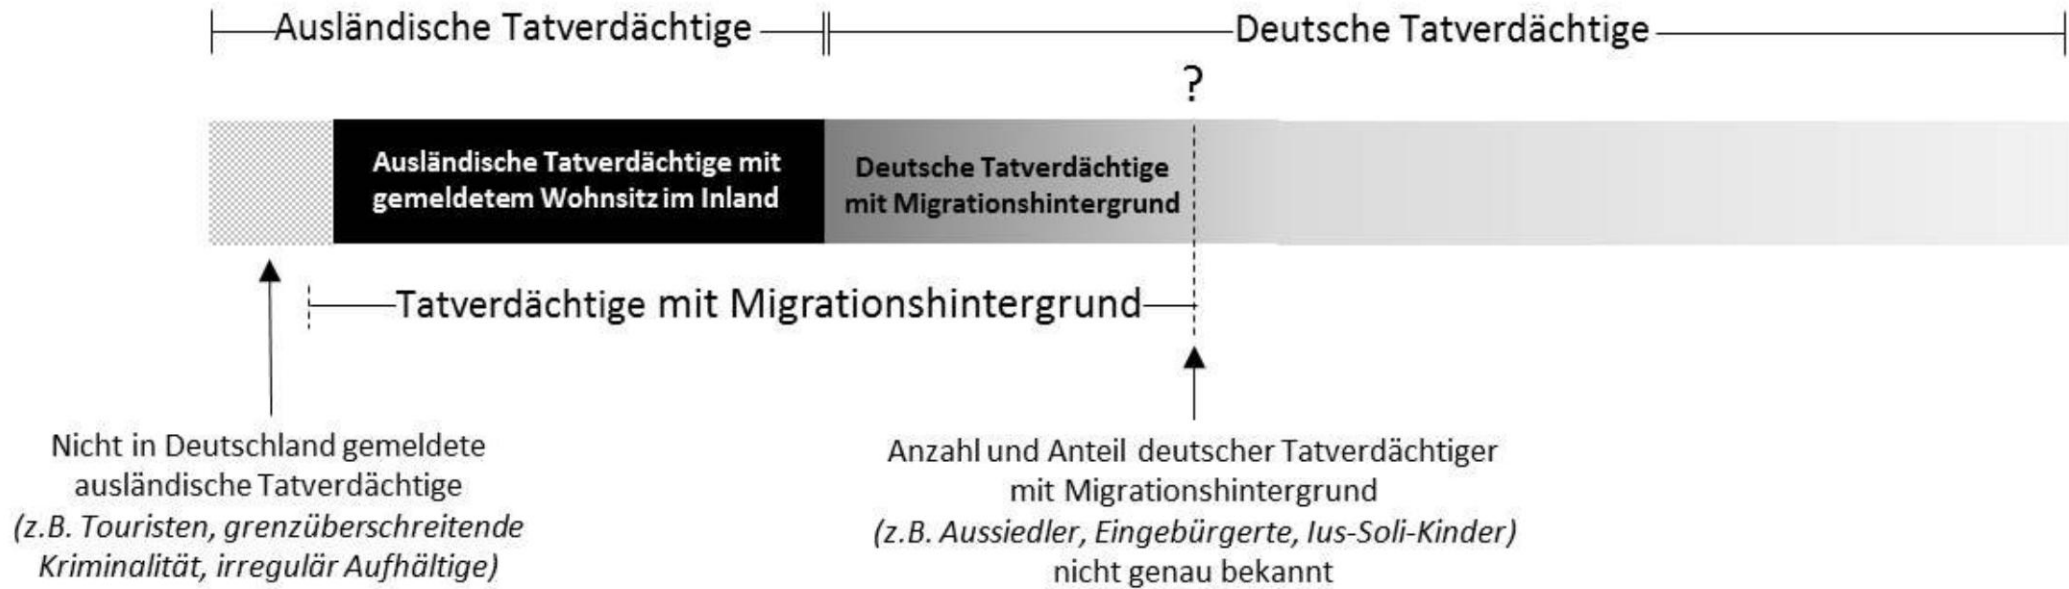 Ausländische Tatverdächtige
Deutsche Tatverdächtige
?
Ausländische Tatverdächtige mit
gemeldetem Wohnsitz im Inland
Deutsche Tatverdächtige
mit Migrationshintergrund
Tatverdächtige mit Migrationshintergrund
Nicht in Deutschland gemeldete
ausländische Tatverdächtige
(z.B. Touristen, grenzüberschreitende
Kriminalität, irregulär Aufhältige)
Anzahl und Anteil deutscher Tatverdächtiger
mit Migrationshintergrund
(z.B. Aussiedler, Eingebürgerte, Ius-Soli-Kinder)
nicht genau bekannt